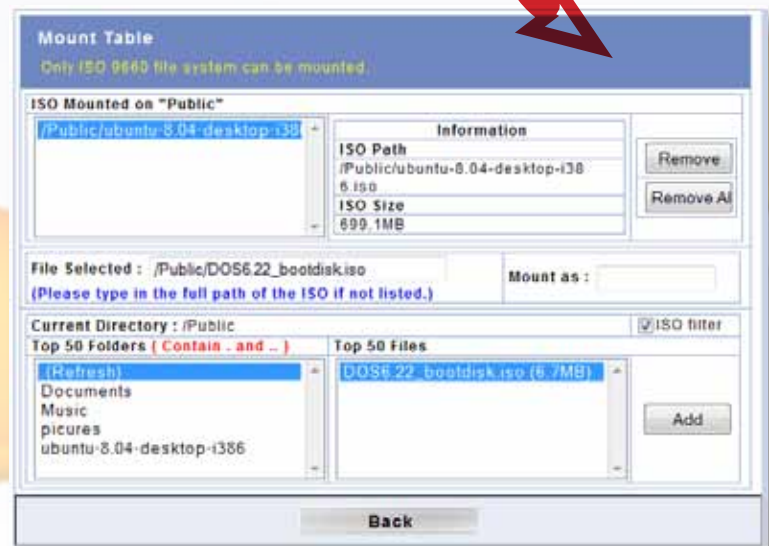 Mount Table
Only ISO 9660 file system can be mounted.
ISO Mounted on "Public"
/Public/ubuntu-8.04-desktop-i38
Information
ISO Path
/Public/ubuntu-8.04-desktop-i38
6.iso
ISO Size
699.1MB
Remove
Remove Al
File Selected : /Public/DOS6.22_bootdisk.iso
Mount as :
(Please type in the full path of the ISO if not listed.)
Current Directory : /Public
ISO filter
Top 50 Folders ( Contain . and .. )
Top 50 Files
(Refresh)
Documents
Music
picures
ubuntu-8.04-desktop-i386
DOS6.22_bootdisk.iso (6.7MB)
Add
Back